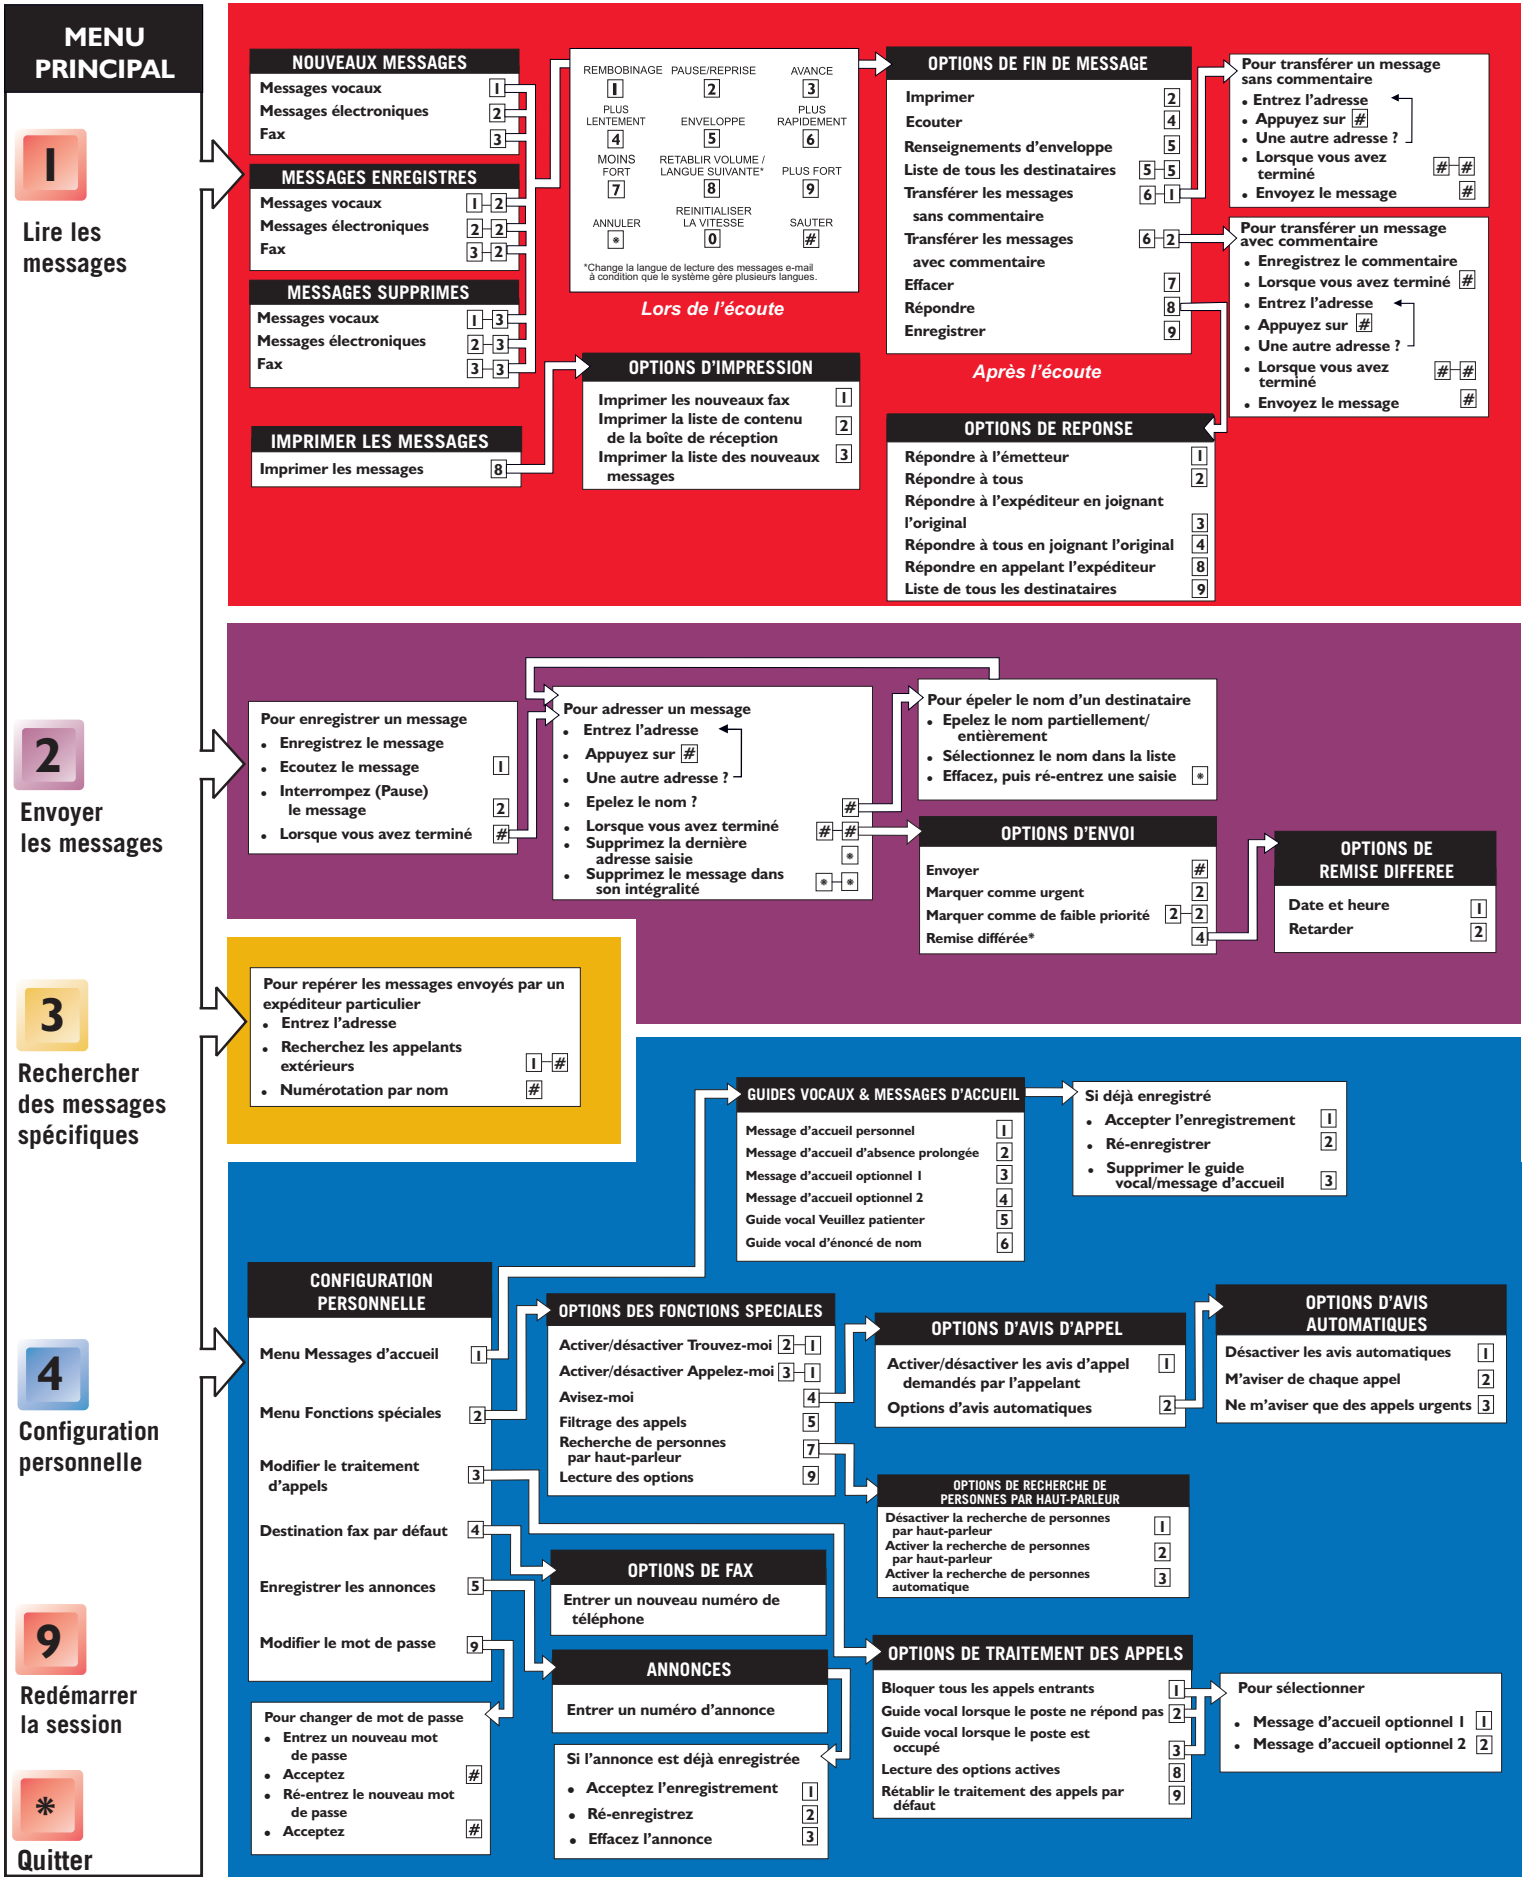 MENU
PRINCIPAL
1
Lire les
messages
2
Envoyer
les messages
3
Rechercher
des messages
spécifiques
4
Configuration
personnelle
9
Redémarrer
la session
*
Quitter
NOUVEAUX MESSAGES
Messages vocaux 1
Messages électroniques 2
Fax 3
MESSAGES ENREGISTRES
Messages vocaux 1-2
Messages électroniques 2-2
Fax 3-2
MESSAGES SUPPRIMES
Messages vocaux 1-3
Messages électroniques 2-3
Fax 3-3
IMPRIMER LES MESSAGES
Imprimer les messages 8
REMBOBINAGE PAUSE/REPRISE AVANCE
1 2 3
PLUS PLUS
LENTEMENT ENVELOPPE RAPIDEMENT
4 5 6
MOINS RETABLIR VOLUME /
FORT LANGUE SUIVANTE* PLUS FORT
7 8 9
REINITIALISER
ANNULER LA VITESSE SAUTER
* 0 #
*Change la langue de lecture des messages e-mail
à condition que le système gère plusieurs langues.
Lors de l'écoute
OPTIONS D'IMPRESSION
Imprimer les nouveaux fax 1
Imprimer la liste de contenu
de la boîte de réception 2
Imprimer la liste des nouveaux 3
messages
OPTIONS DE FIN DE MESSAGE
Imprimer 2
Ecouter 4
Renseignements d'enveloppe 5
Liste de tous les destinataires 5-5
Transférer les messages 6-1
sans commentaire
Transférer les messages 6-2
avec commentaire
Effacer 7
Répondre 8
Enregistrer 9
Après l'écoute
OPTIONS DE REPONSE
Répondre à l'émetteur 1
Répondre à tous 2
Répondre à l'expéditeur en joignant
l'original 3
Répondre à tous en joignant l'original 4
Répondre en appelant l'expéditeur 8
Liste de tous les destinataires 9
Pour transférer un message
sans commentaire
• Entrez l'adresse
• Appuyez sur #
• Une autre adresse ?
• Lorsque vous avez
terminé #-#
• Envoyez le message #
Pour transférer un message
avec commentaire
• Enregistrez le commentaire
• Lorsque vous avez terminé #
• Entrez l'adresse
• Appuyez sur #
• Une autre adresse ?
• Lorsque vous avez #-#
terminé
• Envoyez le message #
Pour enregistrer un message
• Enregistrez le message
• Ecoutez le message 1
• Interrompez (Pause)
le message 2
• Lorsque vous avez terminé #
Pour adresser un message
• Entrez l'adresse
• Appuyez sur #
• Une autre adresse ?
• Epelez le nom ? #
• Lorsque vous avez terminé #-#
• Supprimez la dernière
adresse saisie *
• Supprimez le message dans
son intégralité *-*
Pour épeler le nom d'un destinataire
• Epelez le nom partiellement/
entièrement
• Sélectionnez le nom dans la liste
• Effacez, puis ré-entrez une saisie *
OPTIONS D'ENVOI
Envoyer #
Marquer comme urgent 2
Marquer comme de faible priorité 2-2
Remise différée* 4
OPTIONS DE
REMISE DIFFEREE
Date et heure 1
Retarder 2
Pour repérer les messages envoyés par un
expéditeur particulier
• Entrez l'adresse
• Recherchez les appelants
extérieurs 1-#
• Numérotation par nom #
GUIDES VOCAUX & MESSAGES D'ACCUEIL
Message d'accueil personnel 1
Message d'accueil d'absence prolongée 2
Message d'accueil optionnel 1 3
Message d'accueil optionnel 2 4
Guide vocal Veuillez patienter 5
Guide vocal d'énoncé de nom 6
Si déjà enregistré
• Accepter l'enregistrement 1
• Ré-enregistrer 2
• Supprimer le guide
vocal/message d'accueil 3
CONFIGURATION
PERSONNELLE
Menu Messages d'accueil 1
Menu Fonctions spéciales 2
Modifier le traitement 3
d'appels
Destination fax par défaut 4
Enregistrer les annonces 5
Modifier le mot de passe 9
Pour changer de mot de passe
• Entrez un nouveau mot
de passe
• Acceptez #
• Ré-entrez le nouveau mot
de passe
• Acceptez #
OPTIONS DES FONCTIONS SPECIALES
Activer/désactiver Trouvez-moi 2-1
Activer/désactiver Appelez-moi 3-1
Avisez-moi 4
Filtrage des appels 5
Recherche de personnes 7
par haut-parleur
Lecture des options 9
OPTIONS DE FAX
Entrer un nouveau numéro de
téléphone
ANNONCES
Entrer un numéro d'annonce
Si l'annonce est déjà enregistrée
• Acceptez l'enregistrement 1
• Ré-enregistrez 2
• Effacez l'annonce 3
OPTIONS D'AVIS D'APPEL
Activer/désactiver les avis d'appel 1
demandés par l'appelant
Options d'avis automatiques 2
OPTIONS D'AVIS
AUTOMATIQUES
Désactiver les avis automatiques 1
M'aviser de chaque appel 2
Ne m'aviser que des appels urgents 3
OPTIONS DE RECHERCHE DE
PERSONNES PAR HAUT-PARLEUR
Désactiver la recherche de personnes
par haut-parleur 1
Activer la recherche de personnes
par haut-parleur 2
Activer la recherche de personnes
automatique 3
OPTIONS DE TRAITEMENT DES APPELS
Bloquer tous les appels entrants 1
Guide vocal lorsque le poste ne répond pas 2
Guide vocal lorsque le poste est
occupé 3
Lecture des options actives 8
Rétablir le traitement des appels par 9
défaut
Pour sélectionner
• Message d'accueil optionnel 1 1
• Message d'accueil optionnel 2 2